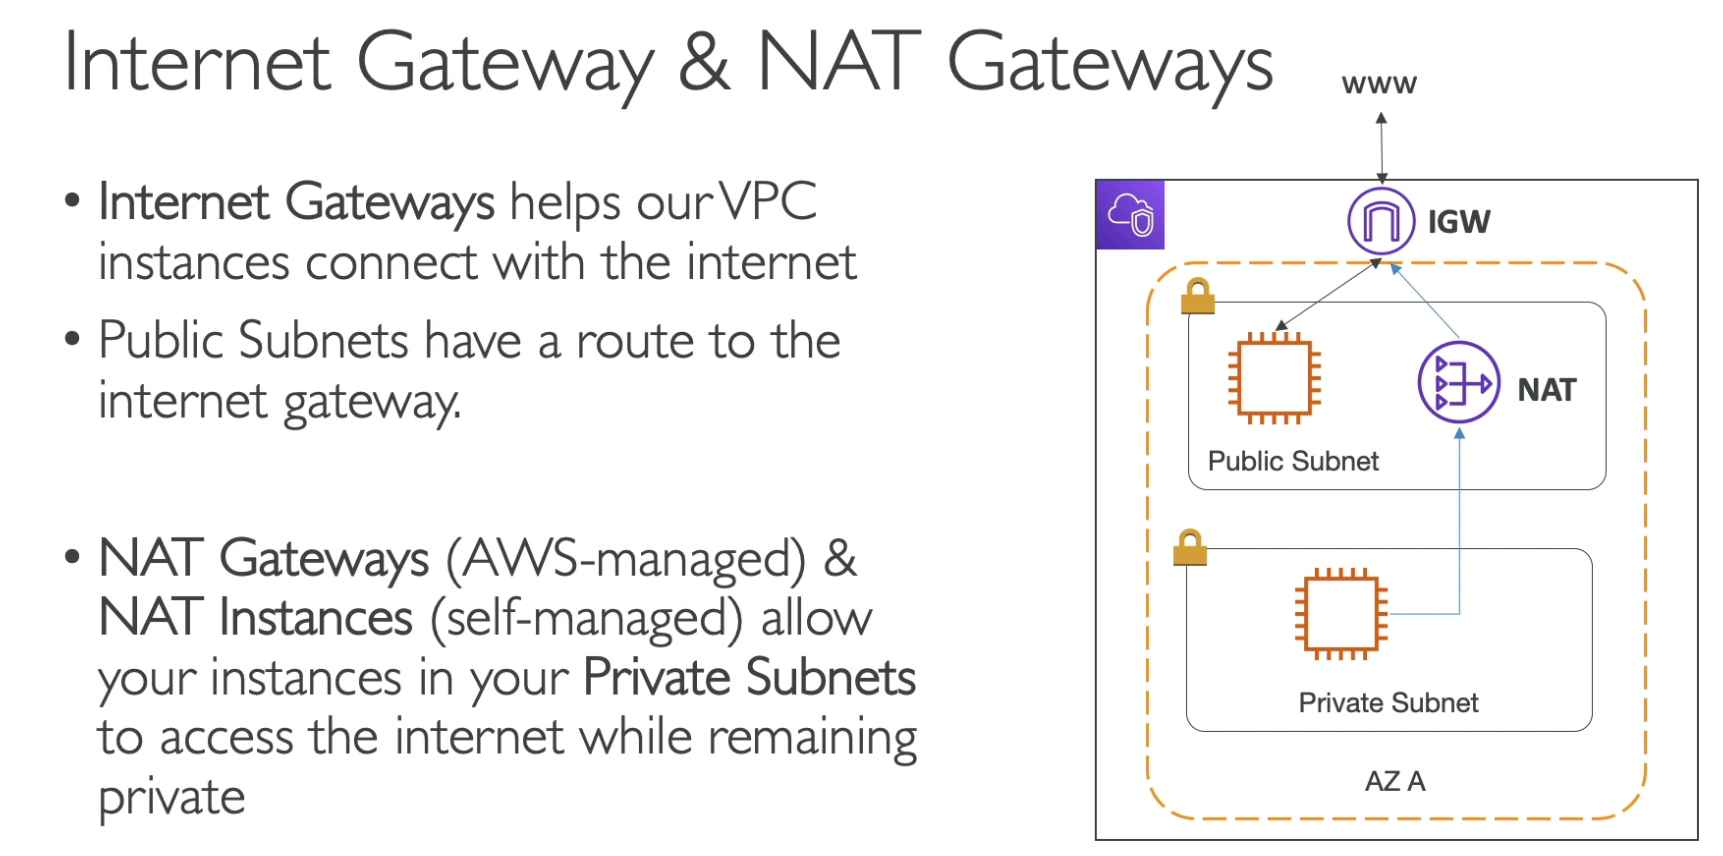 Internet Gateway & NAT Gateways
www
• Internet Gateways helps our VPC
instances connect with the internet
• Public Subnets have a route to the
internet gateway.
• NAT Gateways (AWS-managed) &
NAT Instances (self-managed) allow
your instances in your Private Subnets
to access the internet while remaining
private
IGW
NAT
Public Subnet
Private Subnet
AZ A